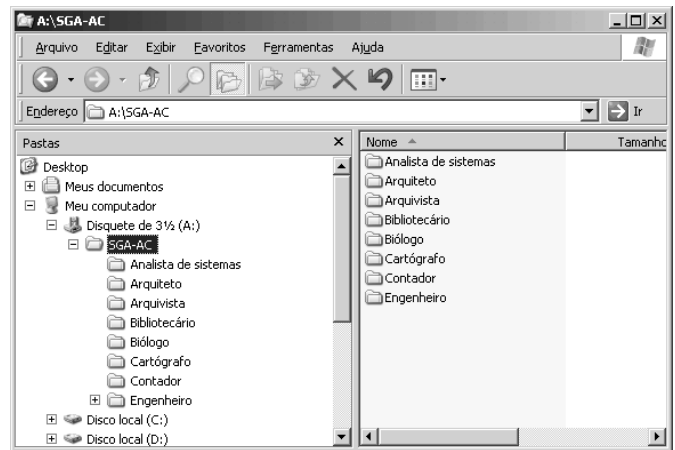 A:\SGA-AC
Arquivo Editar Exibir Favoritos Ferramentas Ajuda
Endereço A:\SGA-AC Ir
Pastas
Desktop
Meus documentos
Meu computador
Disquete de 3½ (A:)
SGA-AC
Analista de sistemas
Arquiteto
Arquivista
Bibliotecário
Biólogo
Cartógrafo
Contador
Engenheiro
Disco local (C:)
Disco local (D:)
Nome Tamanho
Analista de sistemas
Arquiteto
Arquivista
Bibliotecário
Biólogo
Cartógrafo
Contador
Engenheiro